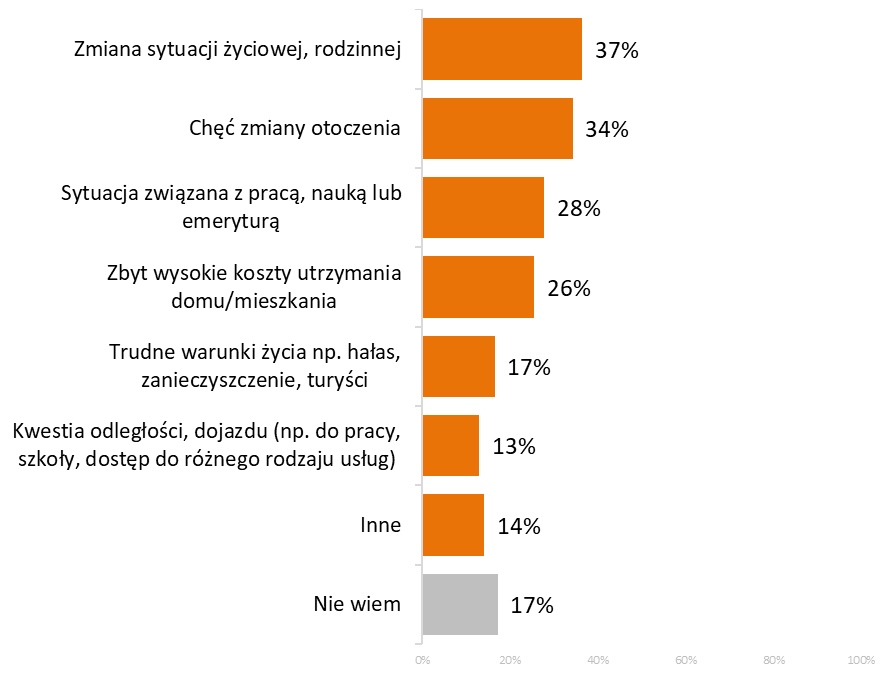 Zmiana sytuacji życiowej, rodzinnej
37%
Chęć zmiany otoczenia
34%
Sytuacja związana z pracą, nauką lub
emeryturą
28%
Zbyt wysokie koszty utrzymania
domu/mieszkania
26%
Trudne warunki życia np. hałas,
zanieczyszczenie, turyści
17%
Kwestia odległości, dojazdu (np. do pracy,
szkoły, dostęp do różnego rodzaju usług)
13%
Inne
14%
Nie wiem
17%
0% 20% 40% 60% 80% 100%